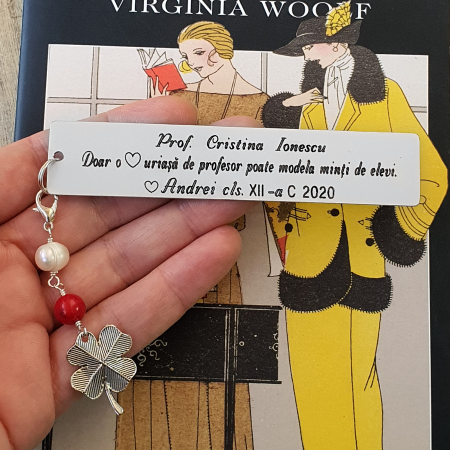 VIRGINIA WOOLF
Prof. Cristina Ionescu
Doar o ♡ uriașă de profesor poate modela minți de elevi.
♡ Andrei cls. XII-a C 2020